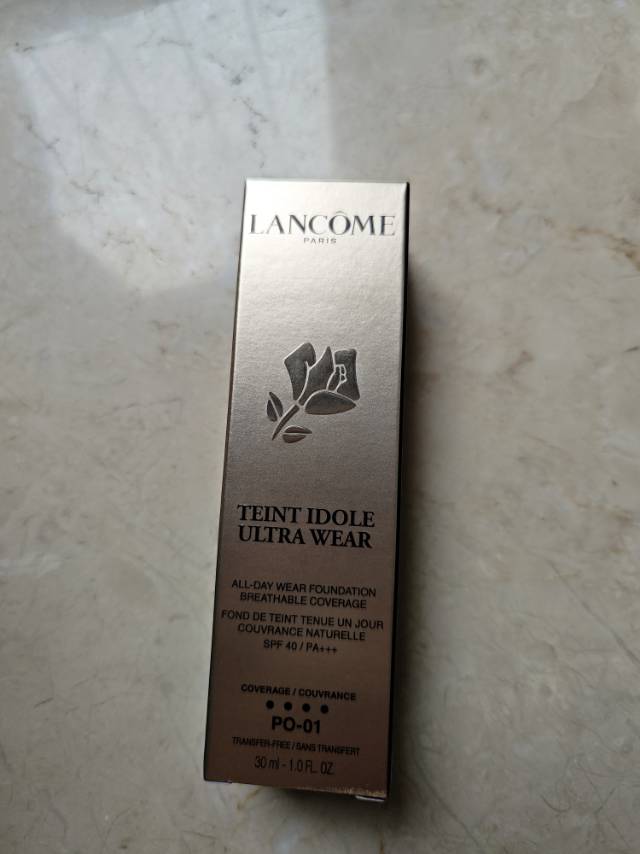 LANCÔME
PARIS
TEINT IDOLE
ULTRA WEAR
ALL-DAY WEAR FOUNDATION
BREATHABLE COVERAGE
FOND DE TEINT TENUE UN JOUR
COUVRANCE NATURELLE
SPF 40 / PA+++
COVERAGE / COUVRANCE
PO-01
TRANSFER-FREE / SANS TRANSFERT
30 ml - 1.0 FL. OZ.